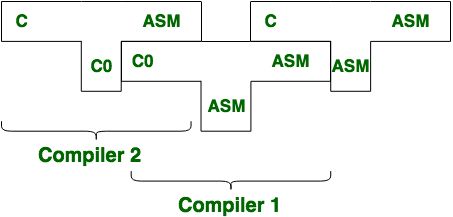 C ASM C ASM
C0 C0 ASM ASM
ASM
Compiler 2
Compiler 1